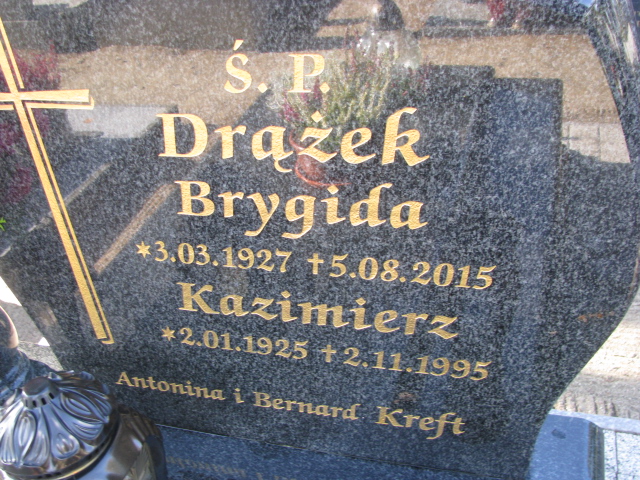 Ś. P.
Drążek
Brygida
*3.03.1927 †5.08.2015
Kazimierz
*2.01.1925 †2.11.1995
Antonina i Bernard Kreft